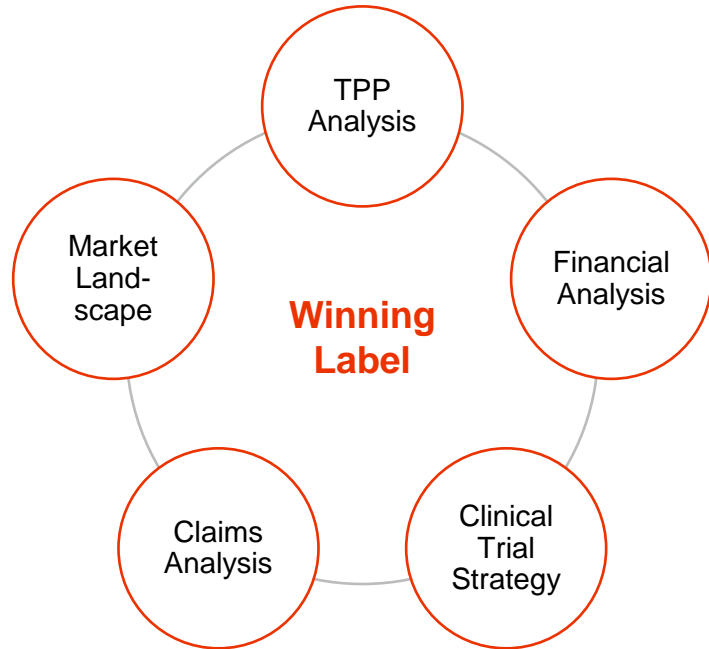 TPP
Analysis
Market
Land-
scape
Financial
Analysis
Winning
Label
Claims
Analysis
Clinical
Trial
Strategy